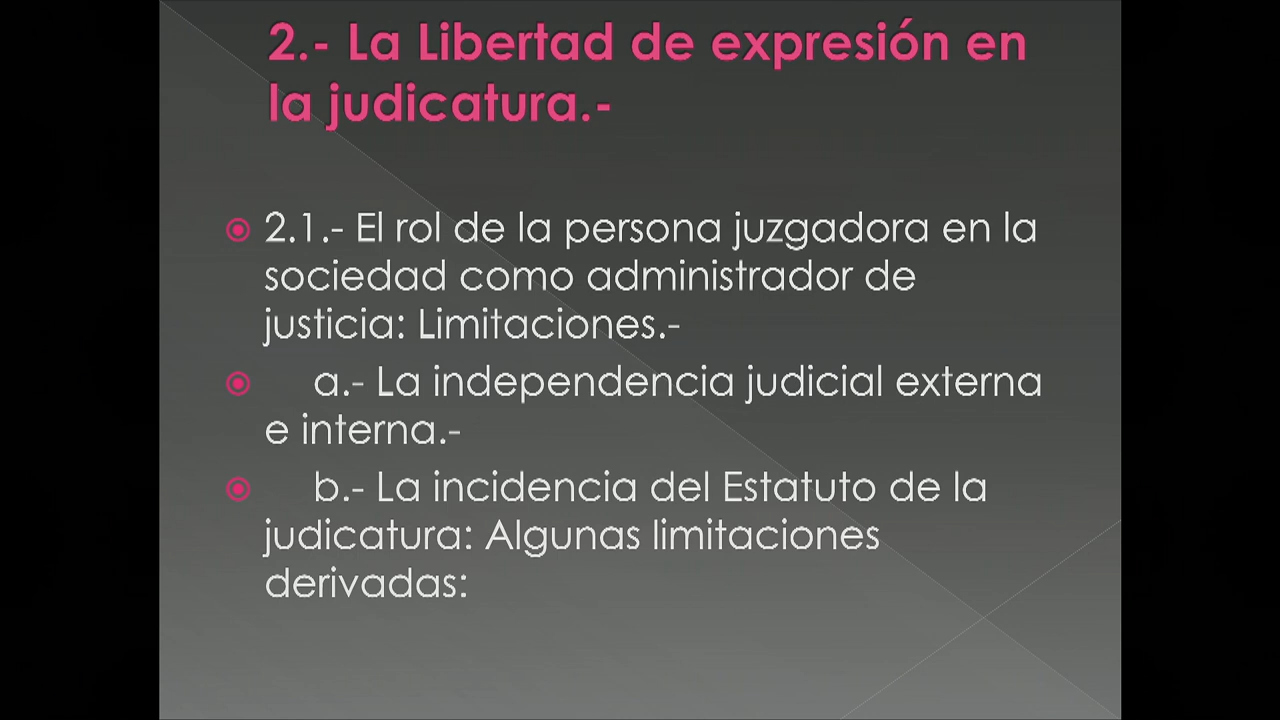 2.- La Libertad de expresión en
la judicatura.-
2.1.- El rol de la persona juzgadora en la
sociedad como administrador de
justicia: Limitaciones.-
a.- La independencia judicial externa
e interna.-
b.- La incidencia del Estatuto de la
judicatura: Algunas limitaciones
derivadas: